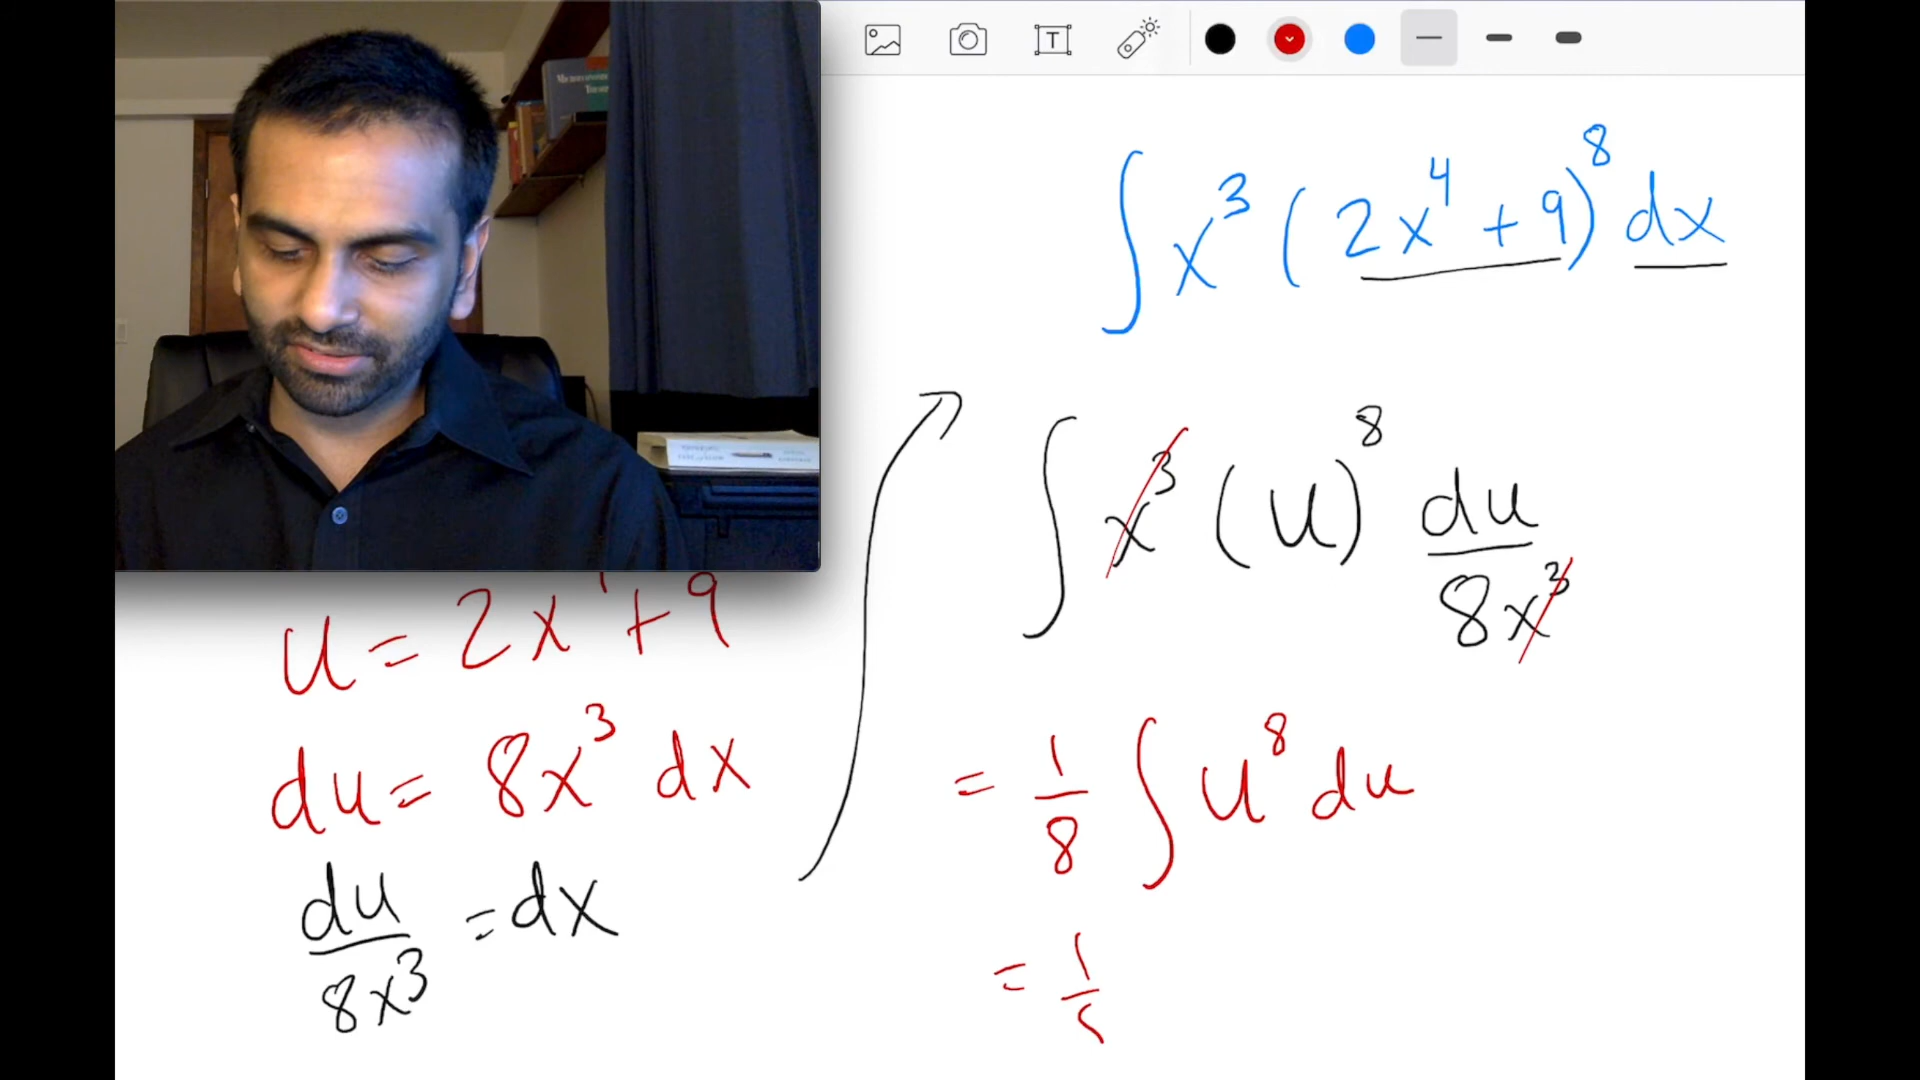 T
∫ x³ (2x⁴ + 9)⁸ dx
∫ x³ (u)⁸ du/8x³
u = 2x⁴ + 9
du = 8x³ dx
du/8x³ = dx
= 1/8 ∫ u⁸ du
= 1/